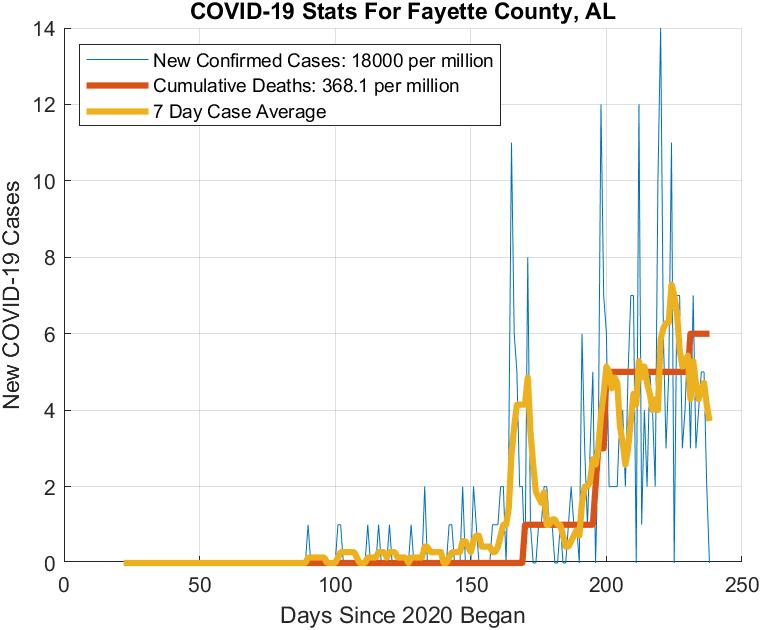 COVID-19 Stats For Fayette County, AL
New Confirmed Cases: 18000 per million
Cumulative Deaths: 368.1 per million
7 Day Case Average
New COVID-19 Cases
14
12
10
8
6
4
2
0
0 50 100 150 200 250
Days Since 2020 Began